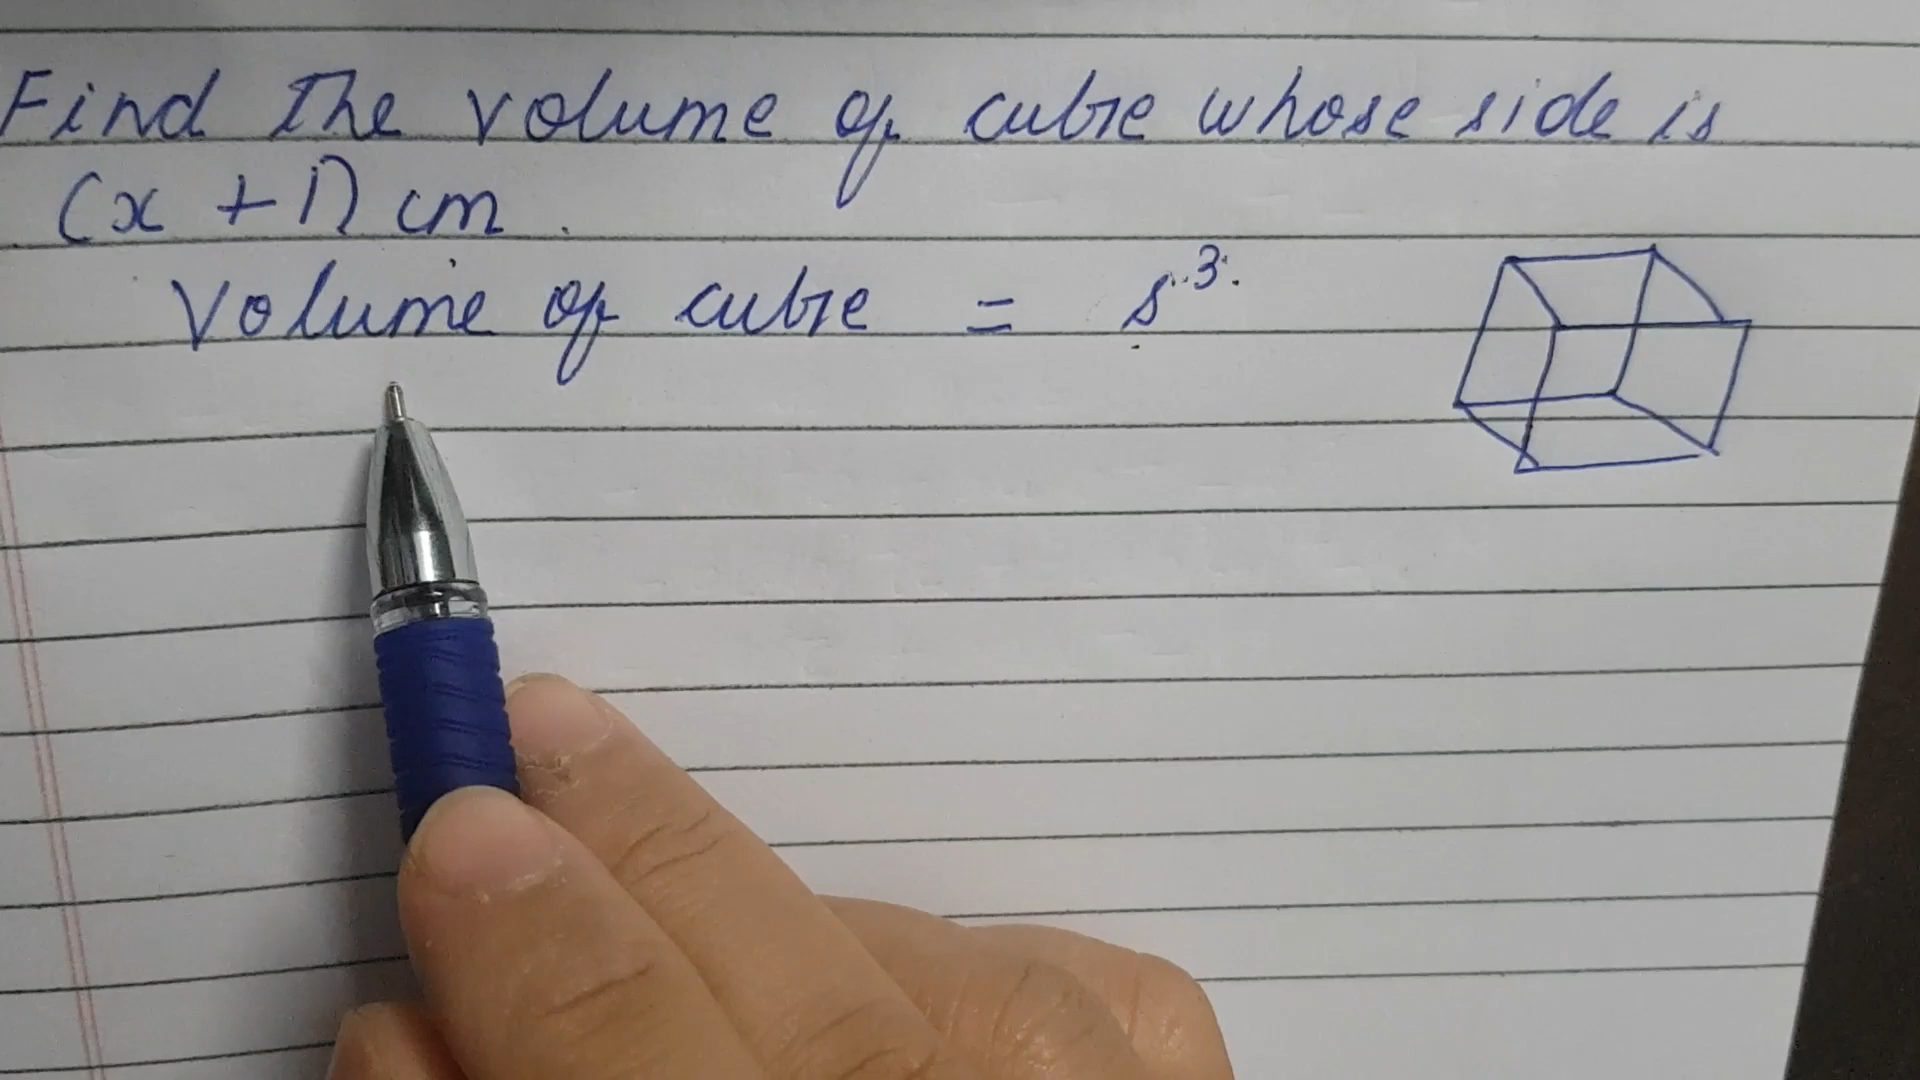 Find the volume of cube whose side is
(x + 1) cm.
Volume of cube = s³.